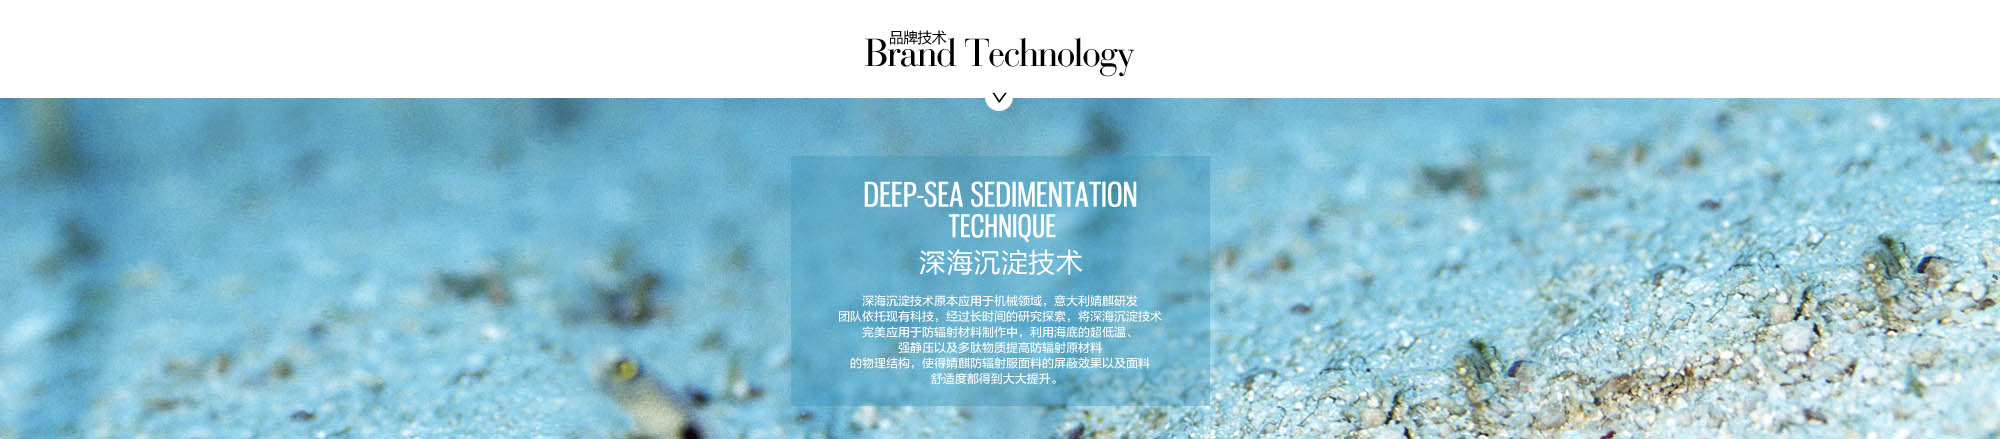 品牌技术
Brand Technology
DEEP-SEA SEDIMENTATION
TECHNIQUE
深海沉淀技术
深海沉淀技术原本应用于机械领域，意大利婧麒研发
团队依托现有科技，经过长时间的研究探索，将深海沉淀技术
完美应用于防辐射材料制作中，利用海底的超低温、
强静压以及多肽物质提高防辐射原材料
的物理结构，使得婧麒防辐射服面料的屏蔽效果以及面料
舒适度都得到大大提升。